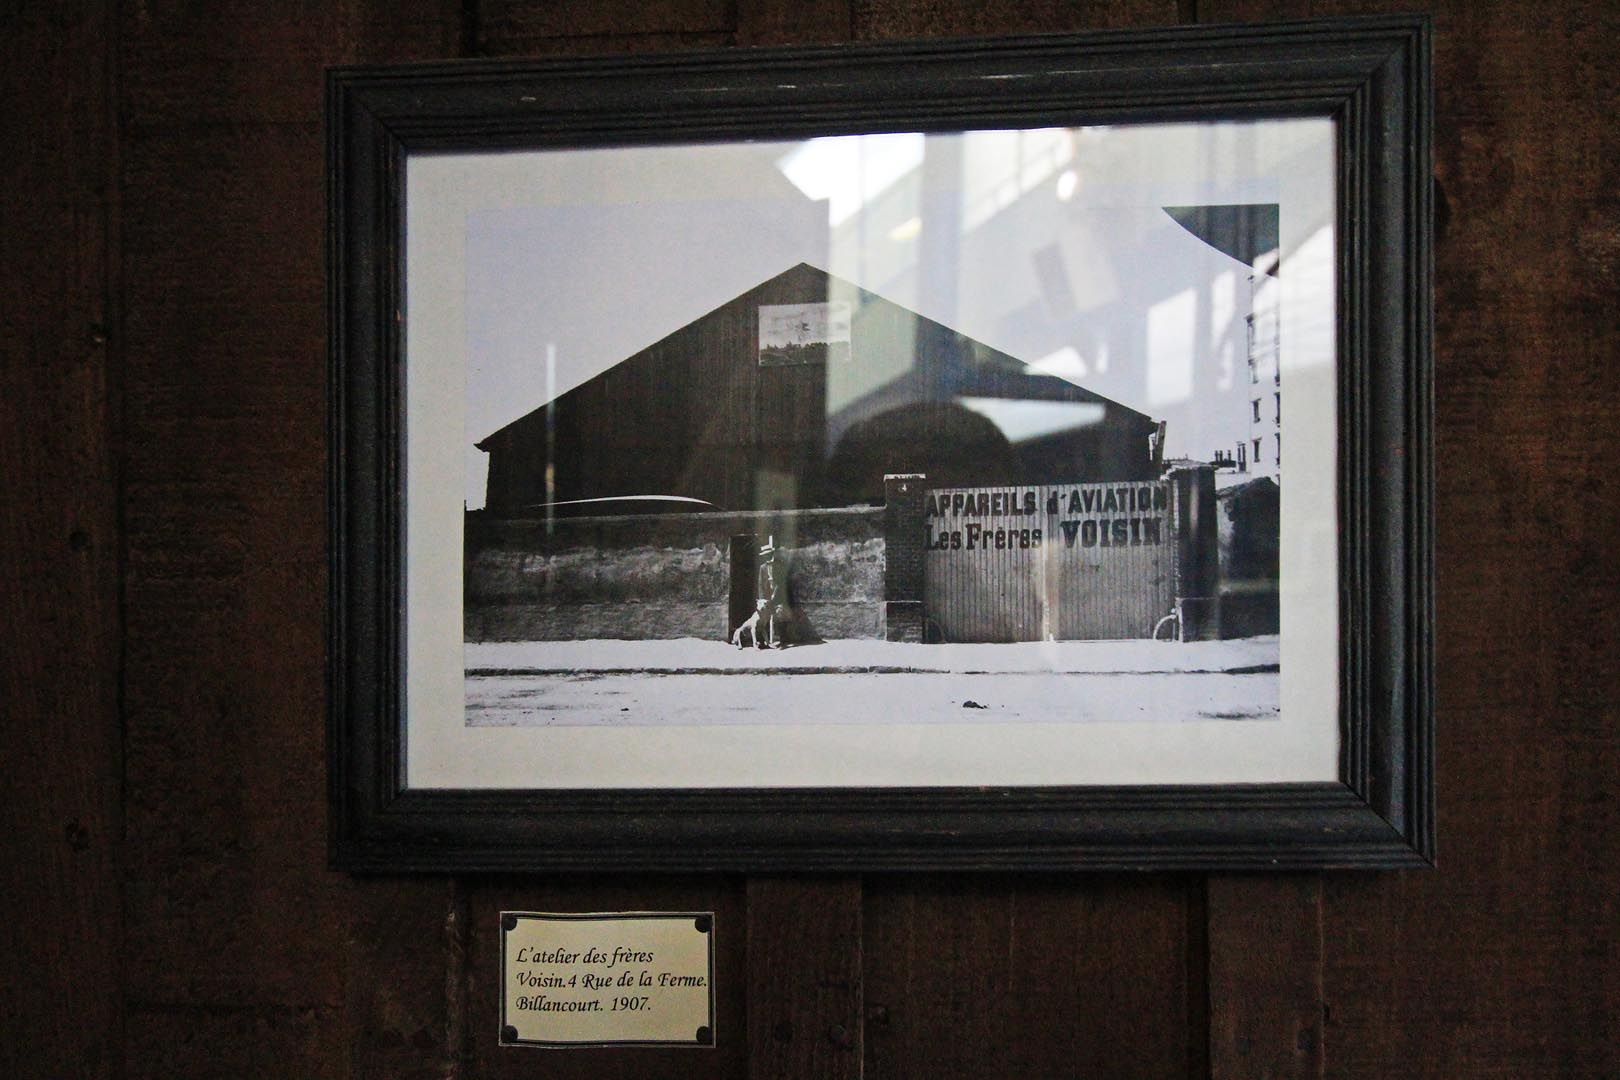 APPAREILS d'AVIATION
Les Frères VOISIN
L'atelier des frères
Voisin.4 Rue de la Ferme.
Billancourt. 1907.